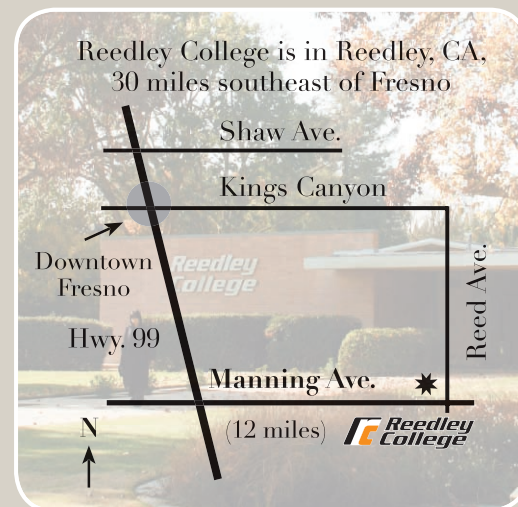 Reedley College is in Reedley, CA,
30 miles southeast of Fresno
Shaw Ave.
Kings Canyon
Downtown
Fresno
Reedley
College
Reed Ave.
Hwy. 99
Manning Ave.
N
(12 miles)
Reedley
College